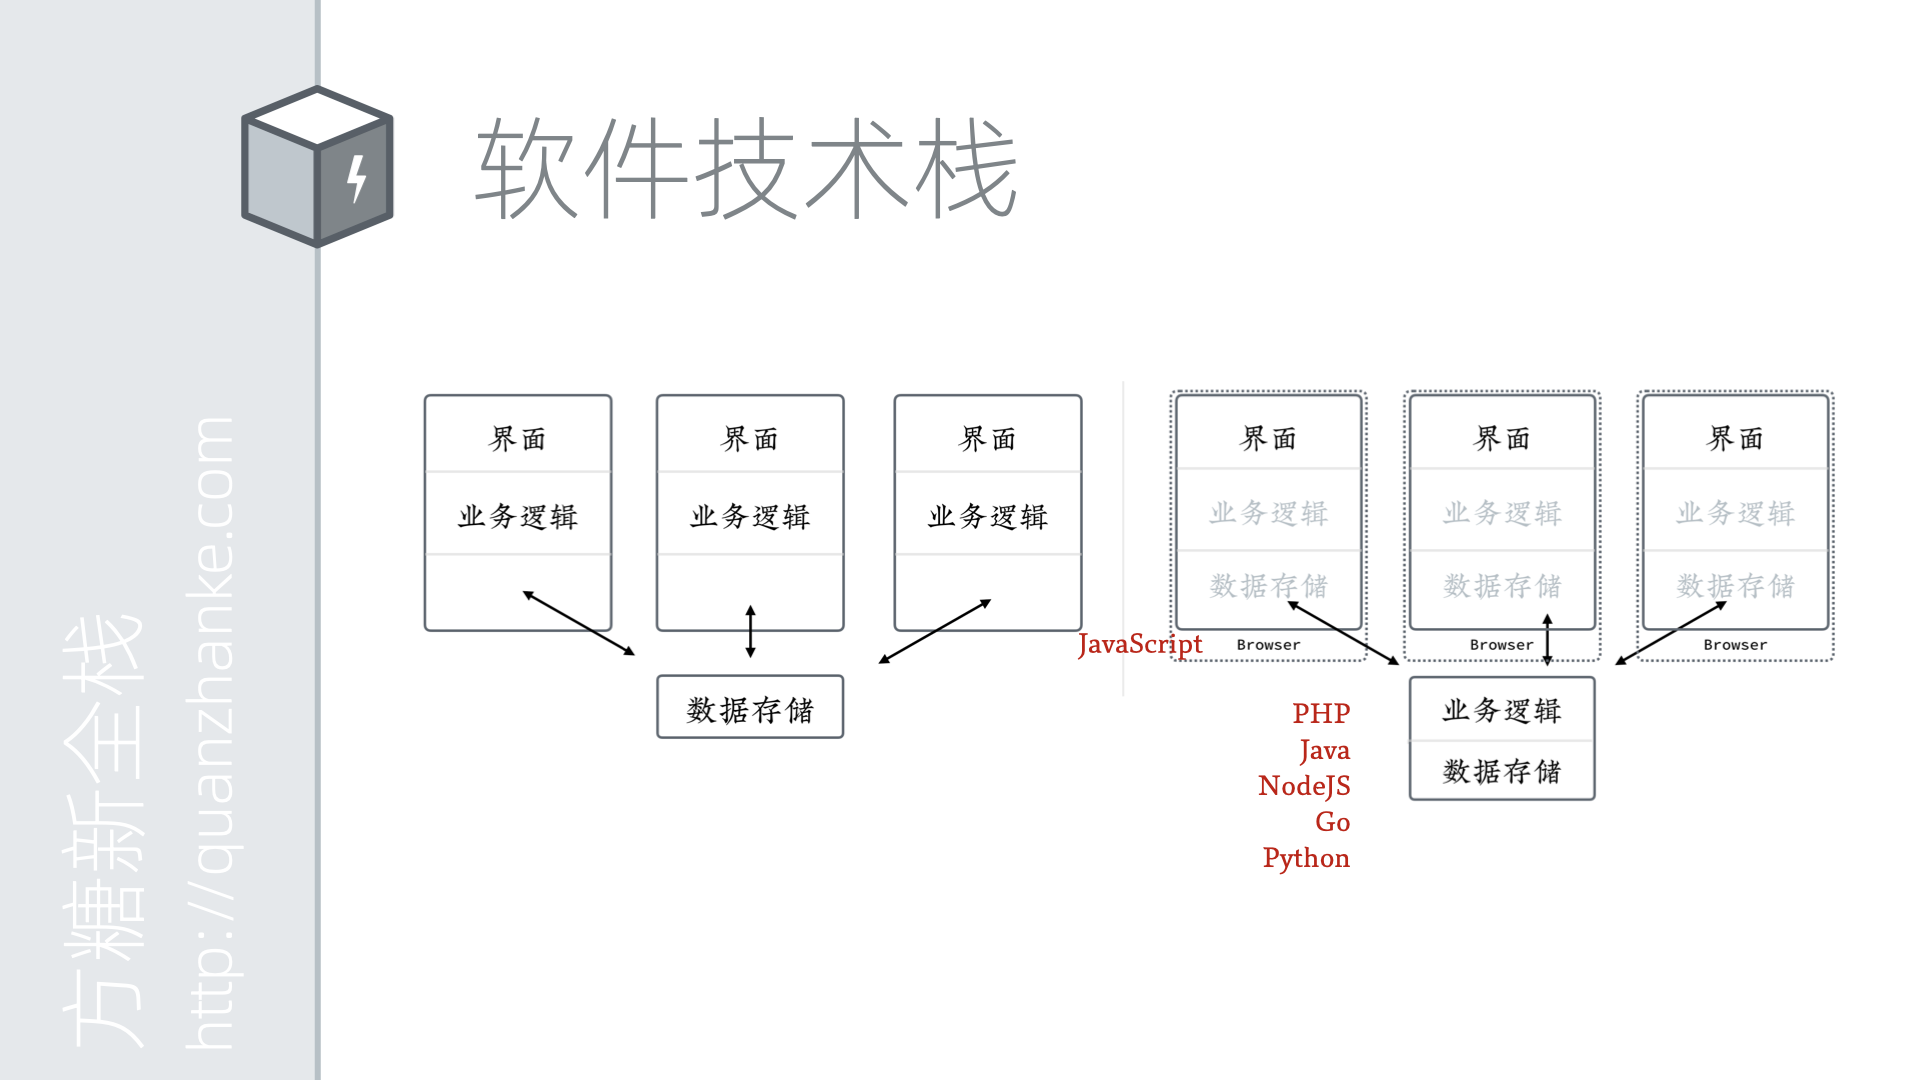 软件技术栈
界面
业务逻辑
界面
业务逻辑
界面
业务逻辑
数据存储
界面
业务逻辑
数据存储
Browser
界面
业务逻辑
数据存储
Browser
界面
业务逻辑
数据存储
Browser
JavaScript
PHP
Java
NodeJS
Go
Python
业务逻辑
数据存储
方糖新全栈
http://quanzhanke.com